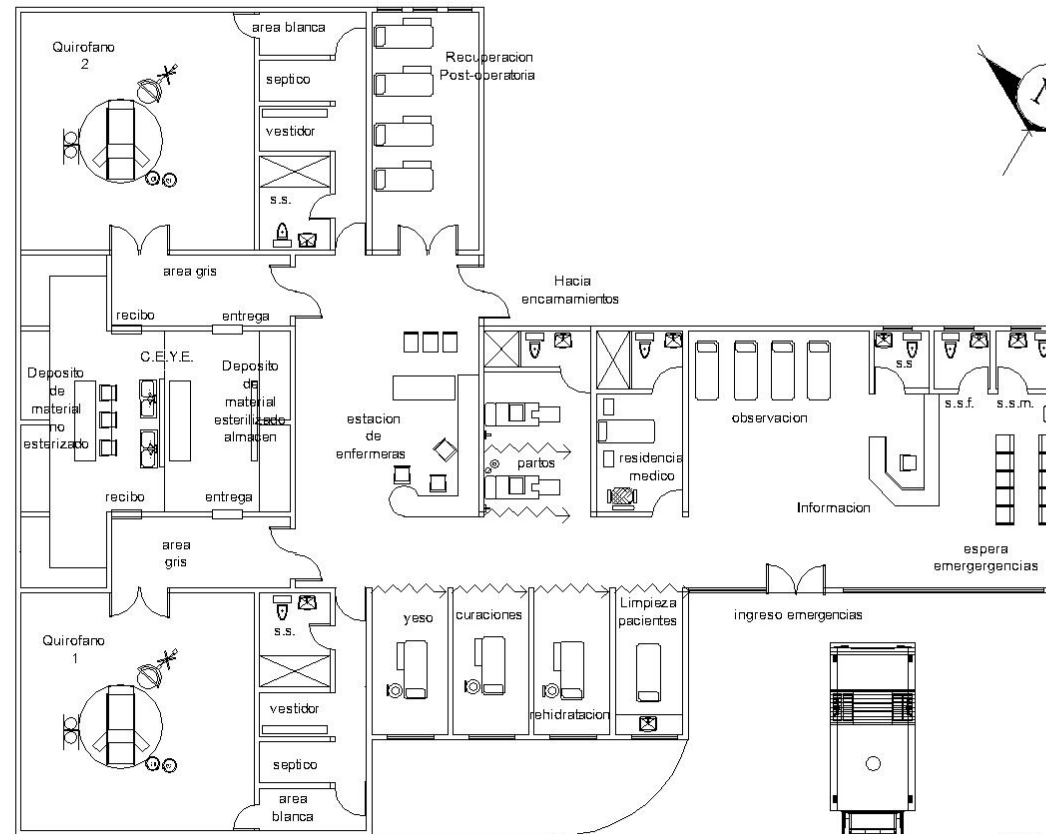 area blanca
Quirofano
2
septico
vestidor
s.s.
Recuperacion
Post-operatoria
area gris
recibo
entrega
Hacia
encamamientos
C.E.Y.E.
Deposito
de
material
no
esterizado
Deposito
de
material
esterilizado
almacen
recibo
entrega
area
gris
estacion
de
enfermeras
partos
residencia
medico
observacion
s.s
s.s.f.
s.s.m.
Informacion
espera
emergergencias
ingreso emergencias
yeso
curaciones
rehidratacion
Limpieza
pacientes
Quirofano
1
s.s.
vestidor
septico
area
blanca